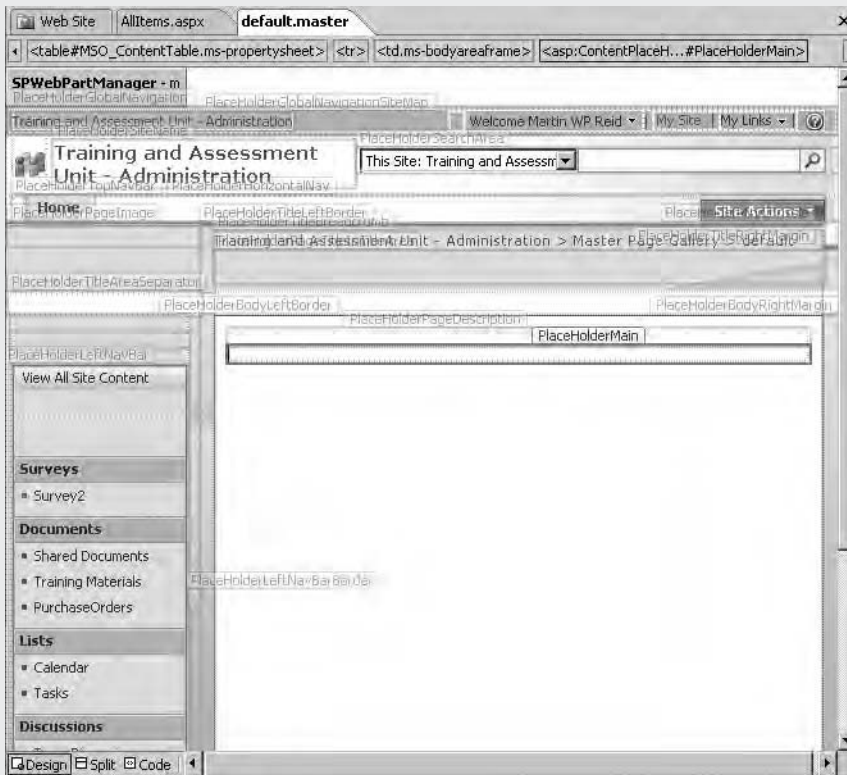 Web Site AllItems.aspx default.master x
<table#MSO_ContentTable.ms-propertysheet> <tr> <td.ms-bodyareaframe> <asp:ContentPlaceH...#PlaceHolderMain>
SPWebPartManager - m
PlaceHolderGlobalNavigation PlaceHolderGlobalNavigationSiteMap
Training and Assessment Unit - Administration Welcome Martin WP Reid My Site My Links
PlaceHolderSiteName PlaceHolderSearchArea
Training and Assessment
Unit - Administration
This Site: Training and Assessm
PlaceHolderTopNavBar PlaceHolderHorizontalNav
Home Site Actions
PlaceHolderPageImage PlaceHolderTitleLeftBorder
PlaceHolderTitleBreadcrumb
PlaceHolderTitleRightMargin
Training and Assessment Unit - Administration > Master Page Gallery > default
PlaceHolderTitleAreaSeparator
PlaceHolderBodyLeftBorder PlaceHolderBodyRightMargin
PlaceHolderPageDescription
PlaceHolderMain
PlaceHolderLeftNavBar
View All Site Content
Surveys
Survey2
Documents
Shared Documents
Training Materials
PurchaseOrders
PlaceHolderLeftNavBarBorder
Lists
Calendar
Tasks
Discussions
Design Split Code